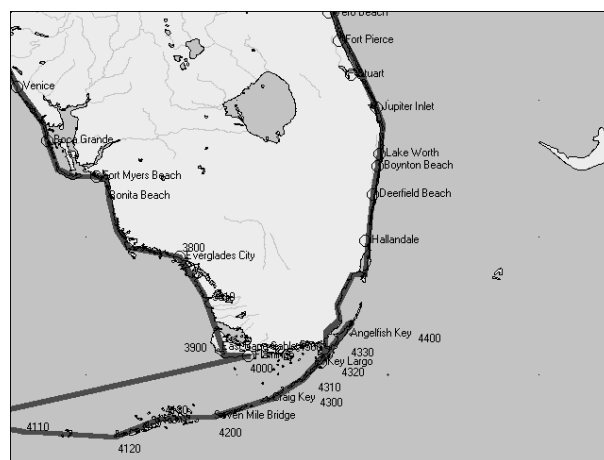 Vero Beach
Fort Pierce
Stuart
Venice
Jupiter Inlet
Boca Grande
Lake Worth
Boynton Beach
Fort Myers Beach
Bonita Beach
Deerfield Beach
Hallandale
3800
Everglades City
Angelfish Key
4400
3900
4330
Key Largo
4000
4320
4310
Craig Key
4300
Seven Mile Bridge
4110
4200
4120